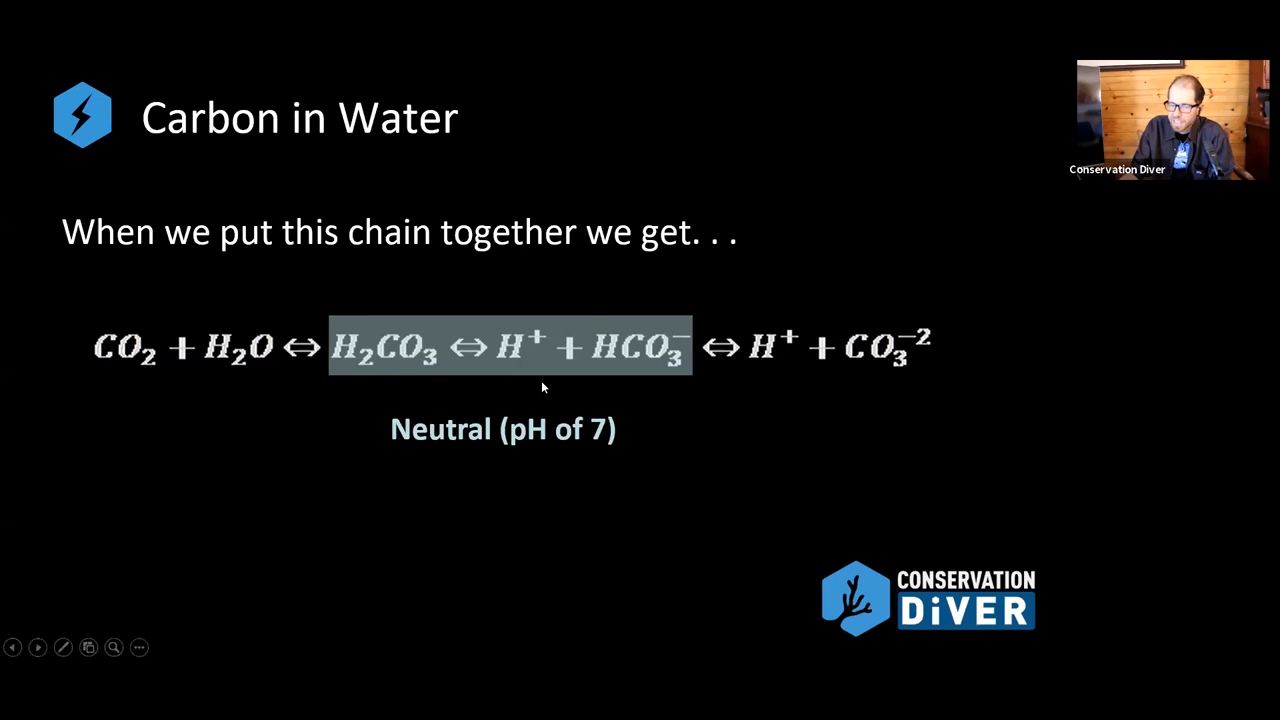 Carbon in Water
Conservation Diver
When we put this chain together we get. . .
CO₂ + H₂O ⇔ H₂CO₃ ⇔ H⁺ + HCO₃⁻ ⇔ H⁺ + CO₃⁻²
Neutral (pH of 7)
CONSERVATION
DiVER